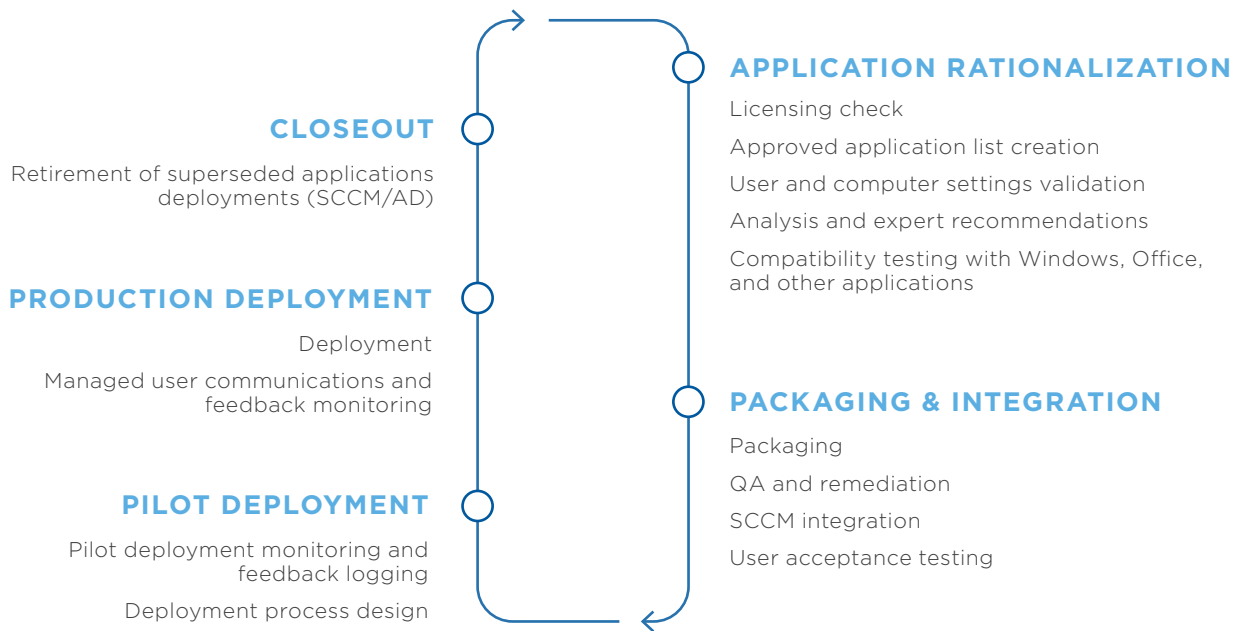 APPLICATION RATIONALIZATION
Licensing check
Approved application list creation
User and computer settings validation
Analysis and expert recommendations
Compatibility testing with Windows, Office,
and other applications
PACKAGING & INTEGRATION
Packaging
QA and remediation
SCCM integration
User acceptance testing
CLOSEOUT
Retirement of superseded applications
deployments (SCCM/AD)
PRODUCTION DEPLOYMENT
Deployment
Managed user communications and
feedback monitoring
PILOT DEPLOYMENT
Pilot deployment monitoring and
feedback logging
Deployment process design